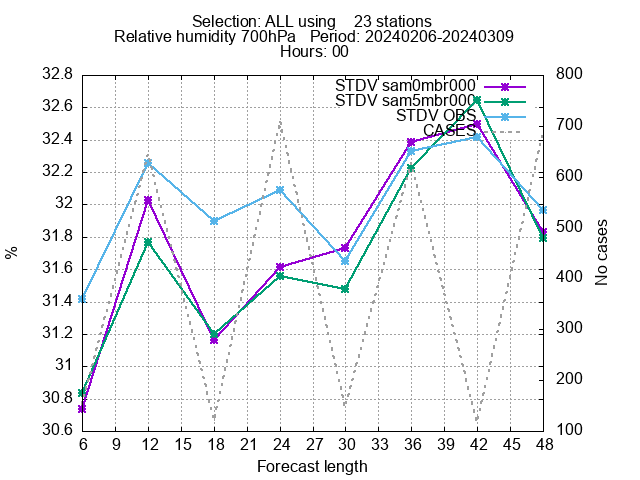 Selection: ALL using 23 stations
Relative humidity 700hPa Period: 20240206-20240309
Hours: 00
STDV sam0mbr000
STDV sam5mbr000
STDV OBS
CASES
32.8
32.6
32.4
32.2
32
31.8
31.6
31.4
31.2
31
30.8
30.6
%
800
700
600
500
400
300
200
100
No cases
6 9 12 15 18 21 24 27 30 33 36 39 42 45 48
Forecast length